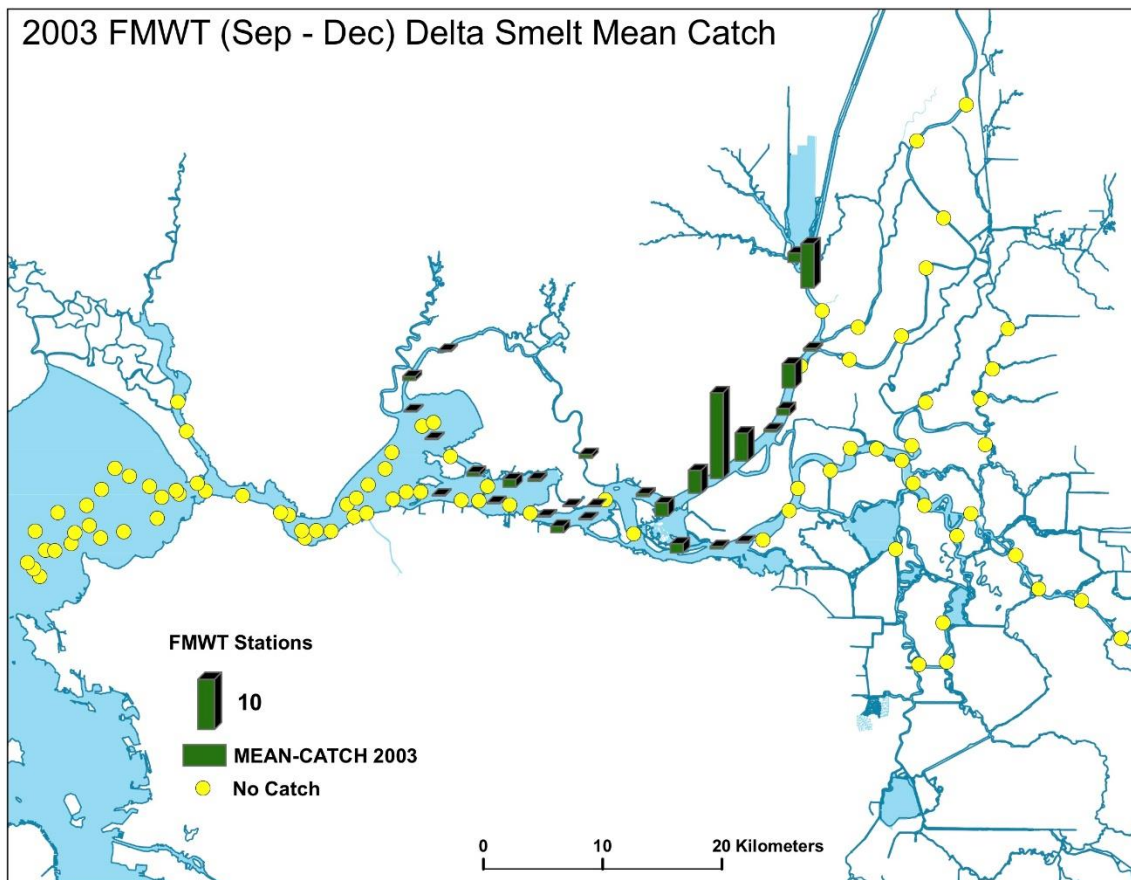 2003 FMWT (Sep - Dec) Delta Smelt Mean Catch
FMWT Stations
10
MEAN-CATCH 2003
No Catch
0 10 20 Kilometers